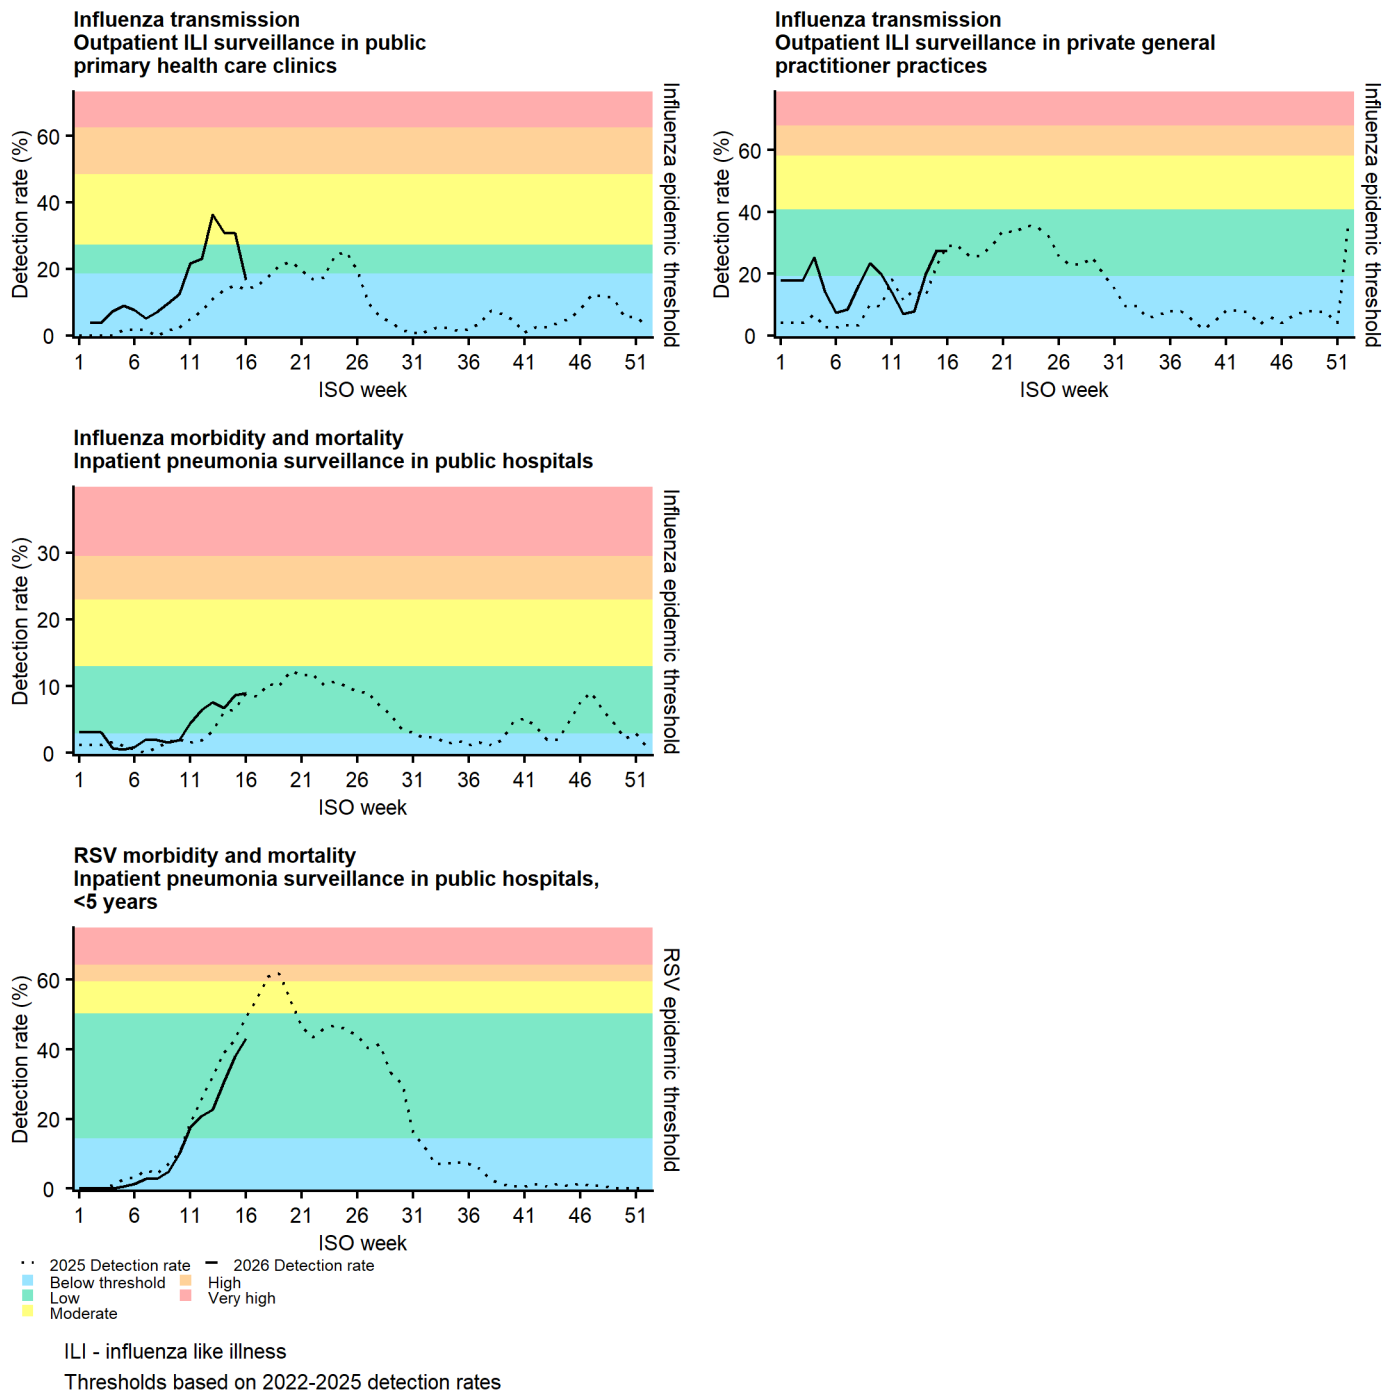 Influenza transmission
Outpatient ILI surveillance in public
primary health care clinics
Detection rate (%)
60
40
20
0
1 6 11 16 21 26 31 36 41 46 51
ISO week
Influenza epidemic threshold
Influenza transmission
Outpatient ILI surveillance in private general
practitioner practices
Detection rate (%)
60
40
20
0
1 6 11 16 21 26 31 36 41 46 51
ISO week
Influenza epidemic threshold
Influenza morbidity and mortality
Inpatient pneumonia surveillance in public hospitals
Detection rate (%)
30
20
10
0
1 6 11 16 21 26 31 36 41 46 51
ISO week
Influenza epidemic threshold
RSV morbidity and mortality
Inpatient pneumonia surveillance in public hospitals,
<5 years
Detection rate (%)
60
40
20
0
1 6 11 16 21 26 31 36 41 46 51
ISO week
RSV epidemic threshold
2025 Detection rate 2026 Detection rate
Below threshold High
Low Very high
Moderate
ILI - influenza like illness
Thresholds based on 2022-2025 detection rates